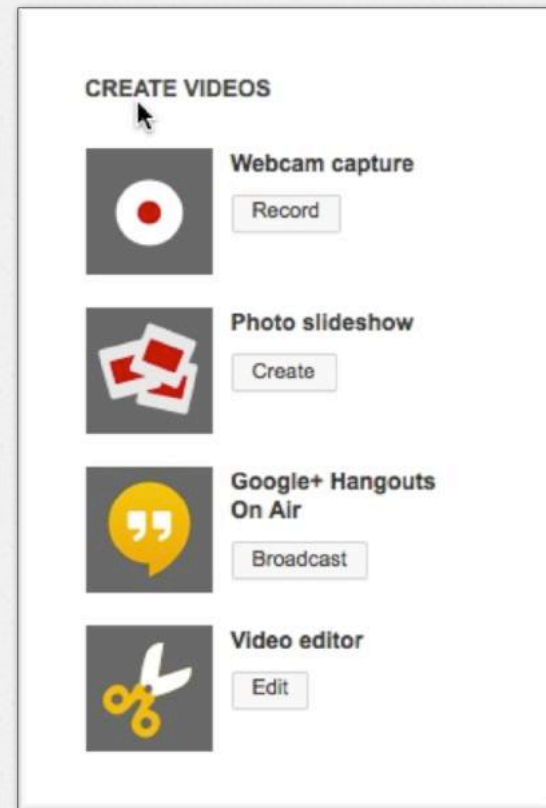 CREATE VIDEOS
Webcam capture
Record
Photo slideshow
Create
Google+ Hangouts
On Air
Broadcast
Video editor
Edit